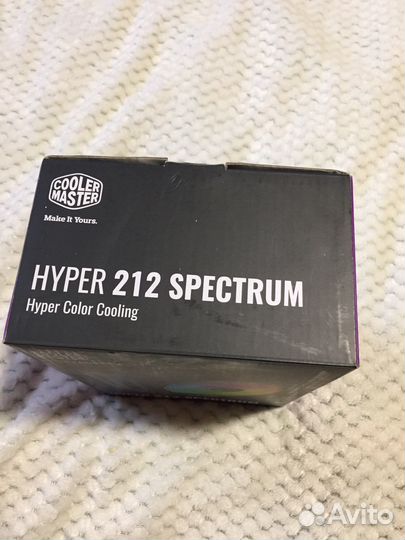 COOLER
MASTER
Make It Yours.
HYPER 212 SPECTRUM
Hyper Color Cooling
Avito